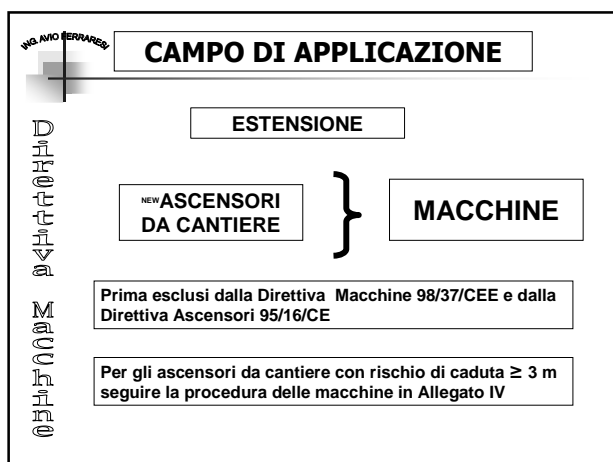 ING. AVIO FERRARESI
CAMPO DI APPLICAZIONE
Direttiva Macchine
ESTENSIONE
NEW ASCENSORI
DA CANTIERE
}
MACCHINE
Prima esclusi dalla Direttiva Macchine 98/37/CEE e dalla
Direttiva Ascensori 95/16/CE
Per gli ascensori da cantiere con rischio di caduta ≥ 3 m
seguire la procedura delle macchine in Allegato IV